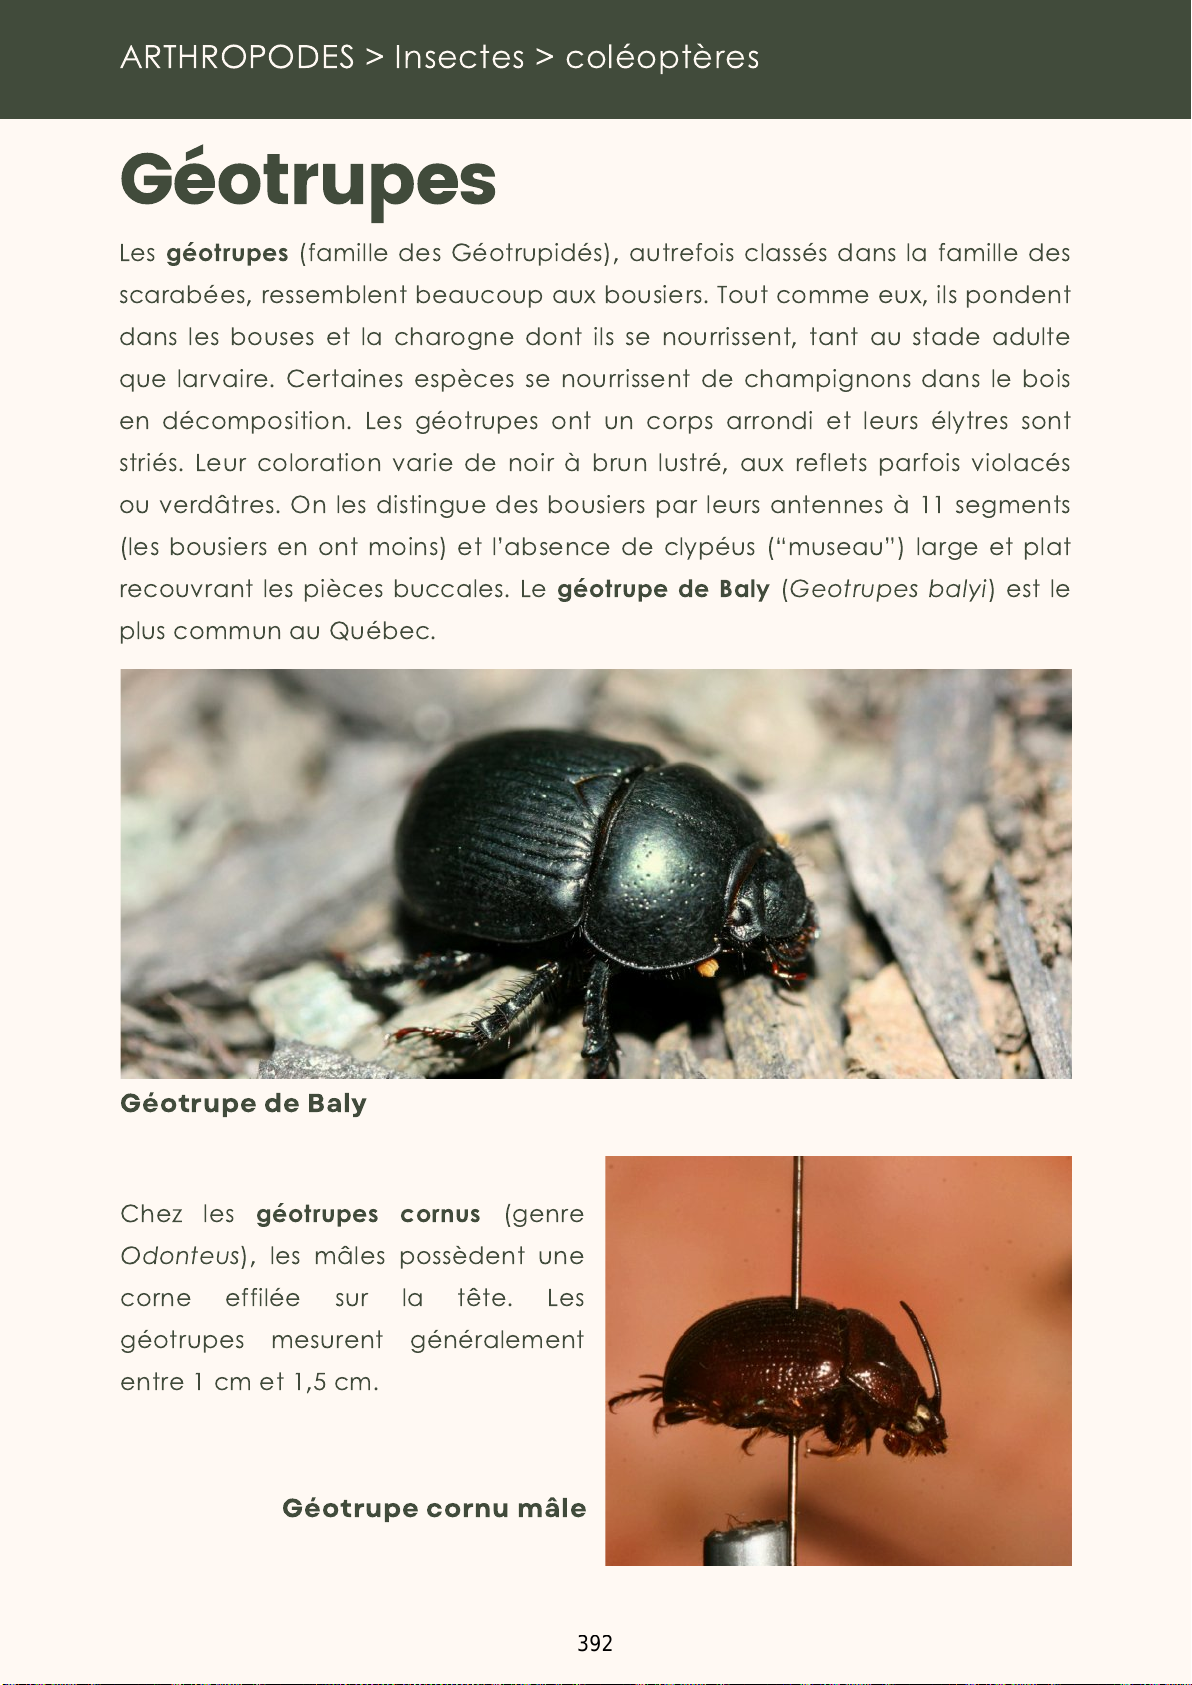 ARTHROPODES > Insectes > coléoptères
Géotrupes
Les géotrupes (famille des Géotrupidés), autrefois classés dans la famille des
scarabées, ressemblent beaucoup aux bousiers. Tout comme eux, ils pondent
dans les bouses et la charogne dont ils se nourrissent, tant au stade adulte
que larvaire. Certaines espèces se nourrissent de champignons dans le bois
en décomposition. Les géotrupes ont un corps arrondi et leurs élytres sont
striés. Leur coloration varie de noir à brun lustré, aux reflets parfois violacés
ou verdâtres. On les distingue des bousiers par leurs antennes à 11 segments
(les bousiers en ont moins) et l'absence de clypéus (“museau”) large et plat
recouvrant les pièces buccales. Le géotrupe de Baly (Geotrupes balyi) est le
plus commun au Québec.
Géotrupe de Baly
Chez les géotrupes cornus (genre
Odonteus), les mâles possèdent une
corne effilée sur la tête. Les
géotrupes mesurent généralement
entre 1 cm et 1,5 cm.
Géotrupe cornu mâle
392